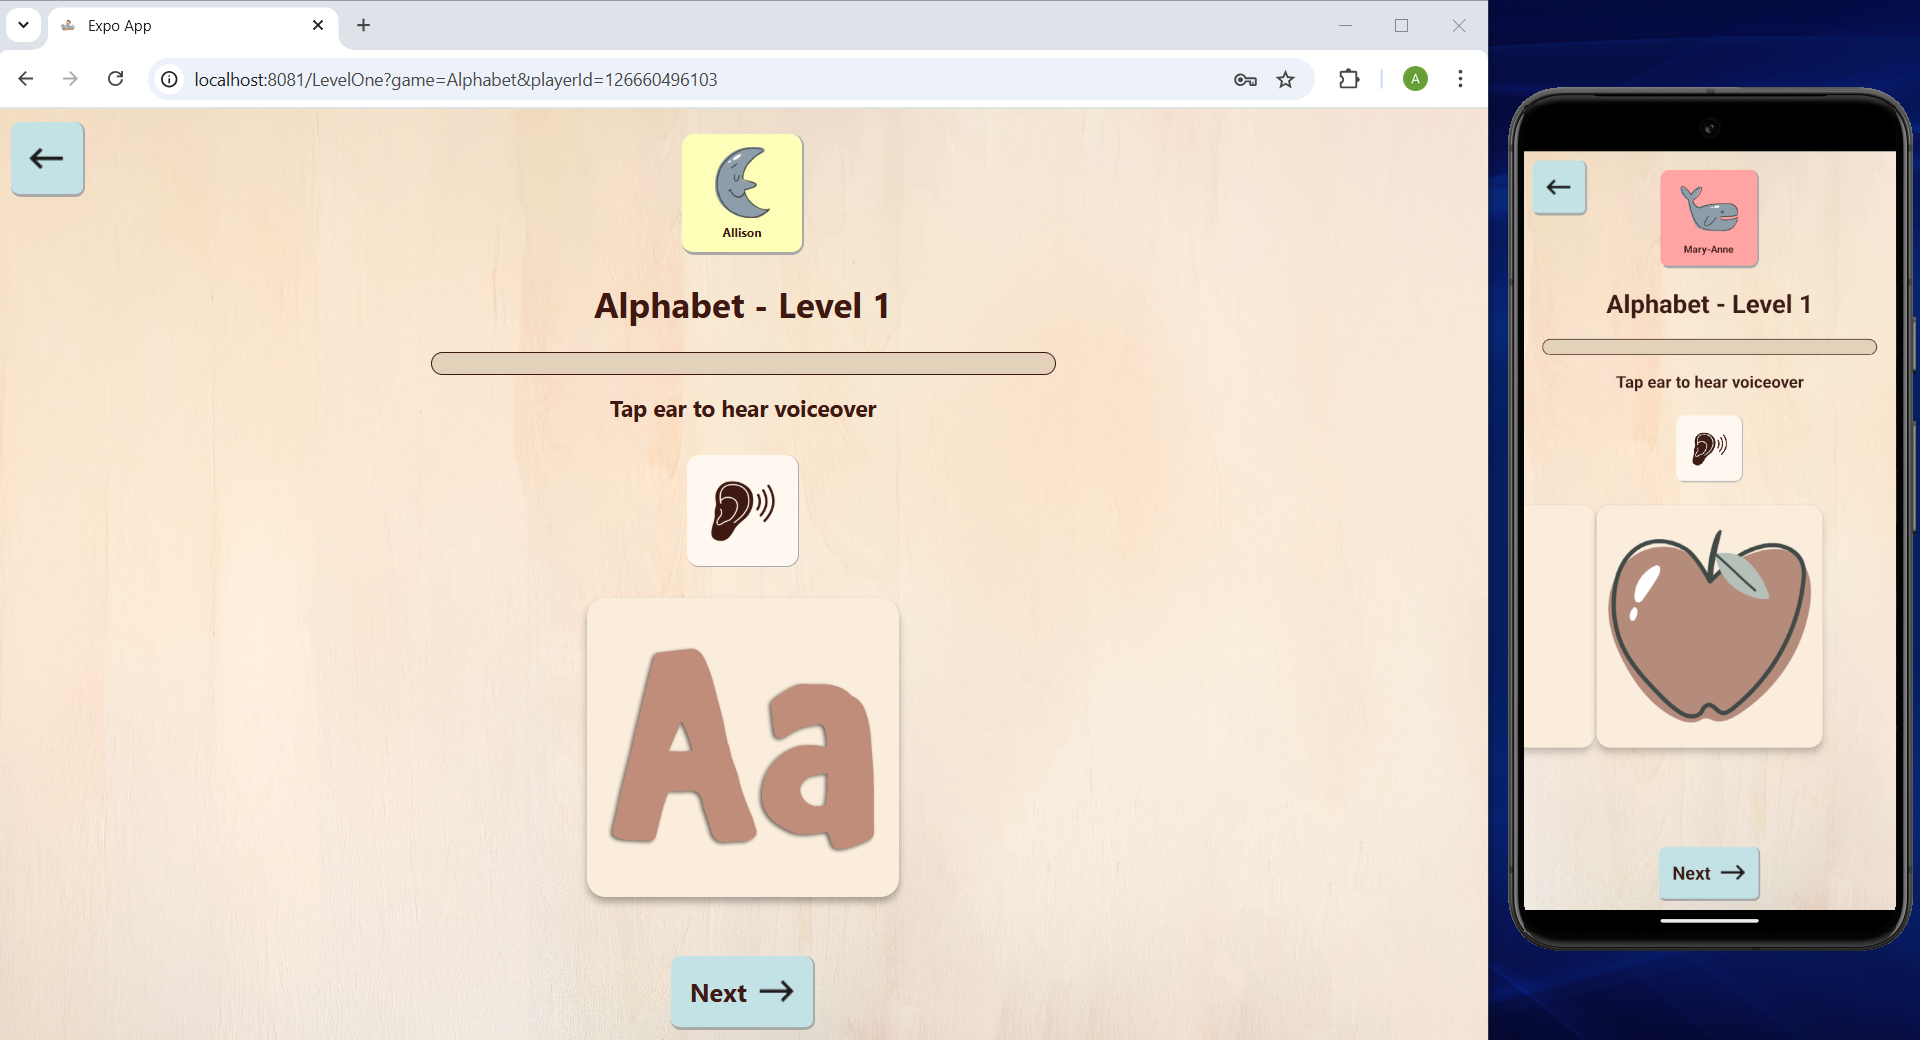 Expo App
localhost:8081/LevelOne?game=Alphabet&playerId=126660496103
A
Allison
Alphabet - Level 1
Tap ear to hear voiceover
Aa
Next
Mary-Anne
Alphabet - Level 1
Tap ear to hear voiceover
Next